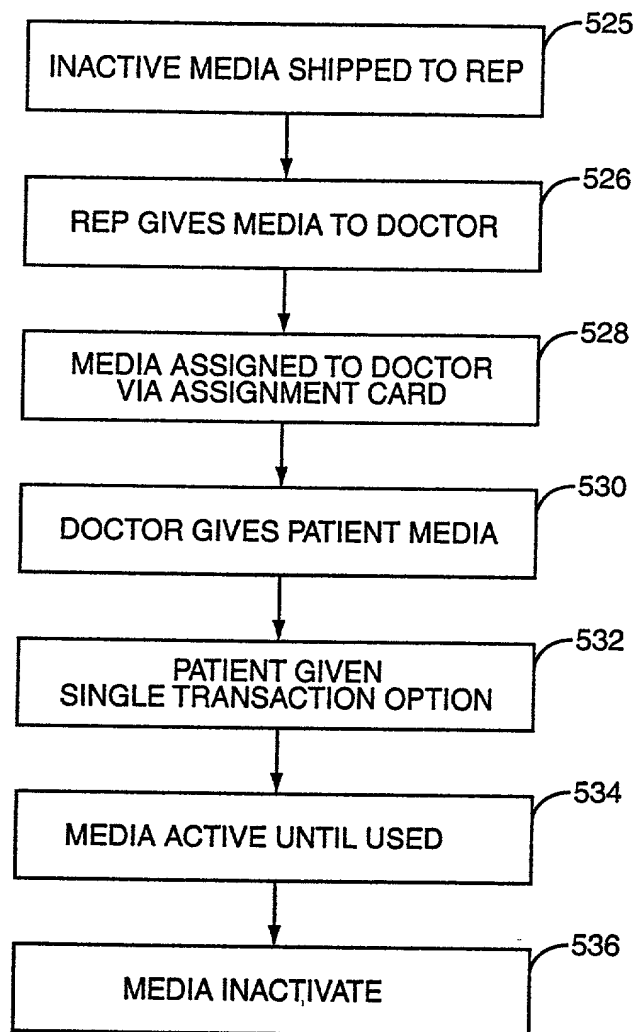 525
INACTIVE MEDIA SHIPPED TO REP
526
REP GIVES MEDIA TO DOCTOR
528
MEDIA ASSIGNED TO DOCTOR
VIA ASSIGNMENT CARD
530
DOCTOR GIVES PATIENT MEDIA
532
PATIENT GIVEN
SINGLE TRANSACTION OPTION
534
MEDIA ACTIVE UNTIL USED
536
MEDIA INACTIVATE